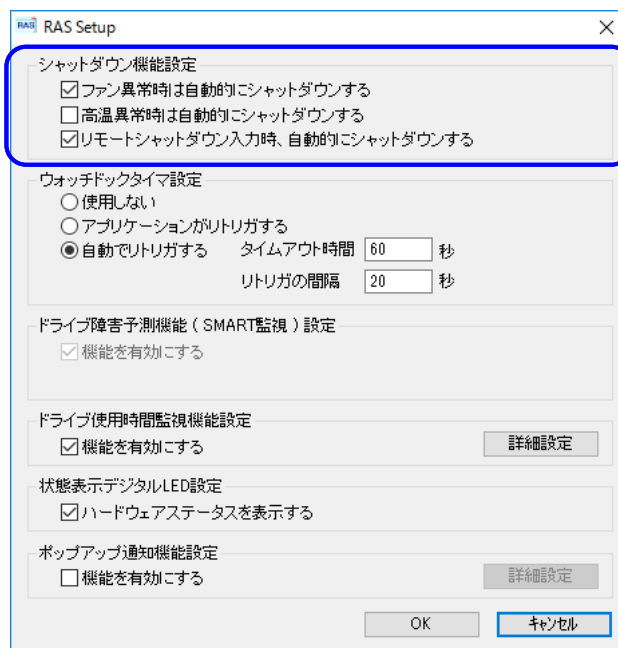 RAS RAS Setup
シャットダウン機能設定
ファン異常時は自動的にシャットダウンする
高温異常時は自動的にシャットダウンする
リモートシャットダウン入力時、自動的にシャットダウンする
ウォッチドックタイマ設定
使用しない
アプリケーションがリトリガする
自動でリトリガする タイムアウト時間 60 秒
リトリガの間隔 20 秒
ドライブ障害予測機能 ( SMART監視 ) 設定
機能を有効にする
ドライブ使用時間監視機能設定
機能を有効にする 詳細設定
状態表示デジタルLED設定
ハードウェアステータスを表示する
ポップアップ通知機能設定
機能を有効にする 詳細設定
OK キャンセル